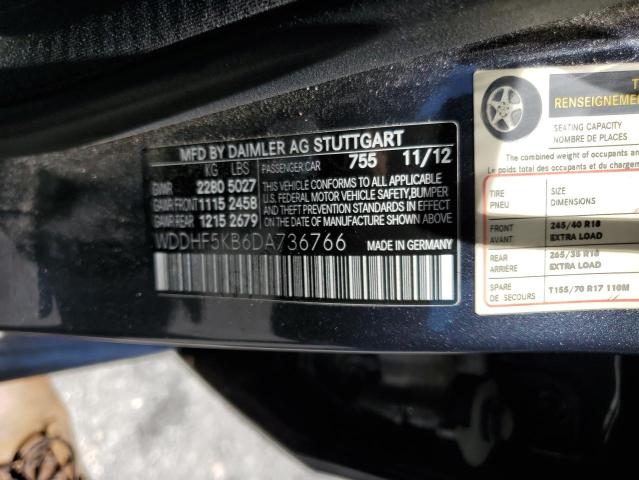 MFD BY DAIMLER AG STUTTGART
KG LBS PASSENGER CAR 755 11/12
GVWR 2280 5027
GAWR FRONT 1115 2458
GAWR REAR 1215 2679
THIS VEHICLE CONFORMS TO ALL APPLICABLE
U.S. FEDERAL MOTOR VEHICLE SAFETY, BUMPER
AND THEFT PREVENTION STANDARDS IN EFFECT
ON THE DATE OF MANUFACTURE SHOWN ABOVE.
WDDHF5KB6DA736766 MADE IN GERMANY
RENSEIGNEMEN
SEATING CAPACITY
NOMBRE DE PLACES
The combined weight of occupants an
Le poids total des occupants et du charge
TIRE
PNEU
SIZE
DIMENSIONS
FRONT
AVANT
245/40 R18
EXTRA LOAD
REAR
ARRIÈRE
265/35 R18
EXTRA LOAD
SPARE
DE SECOURS
T155/70 R17 110M